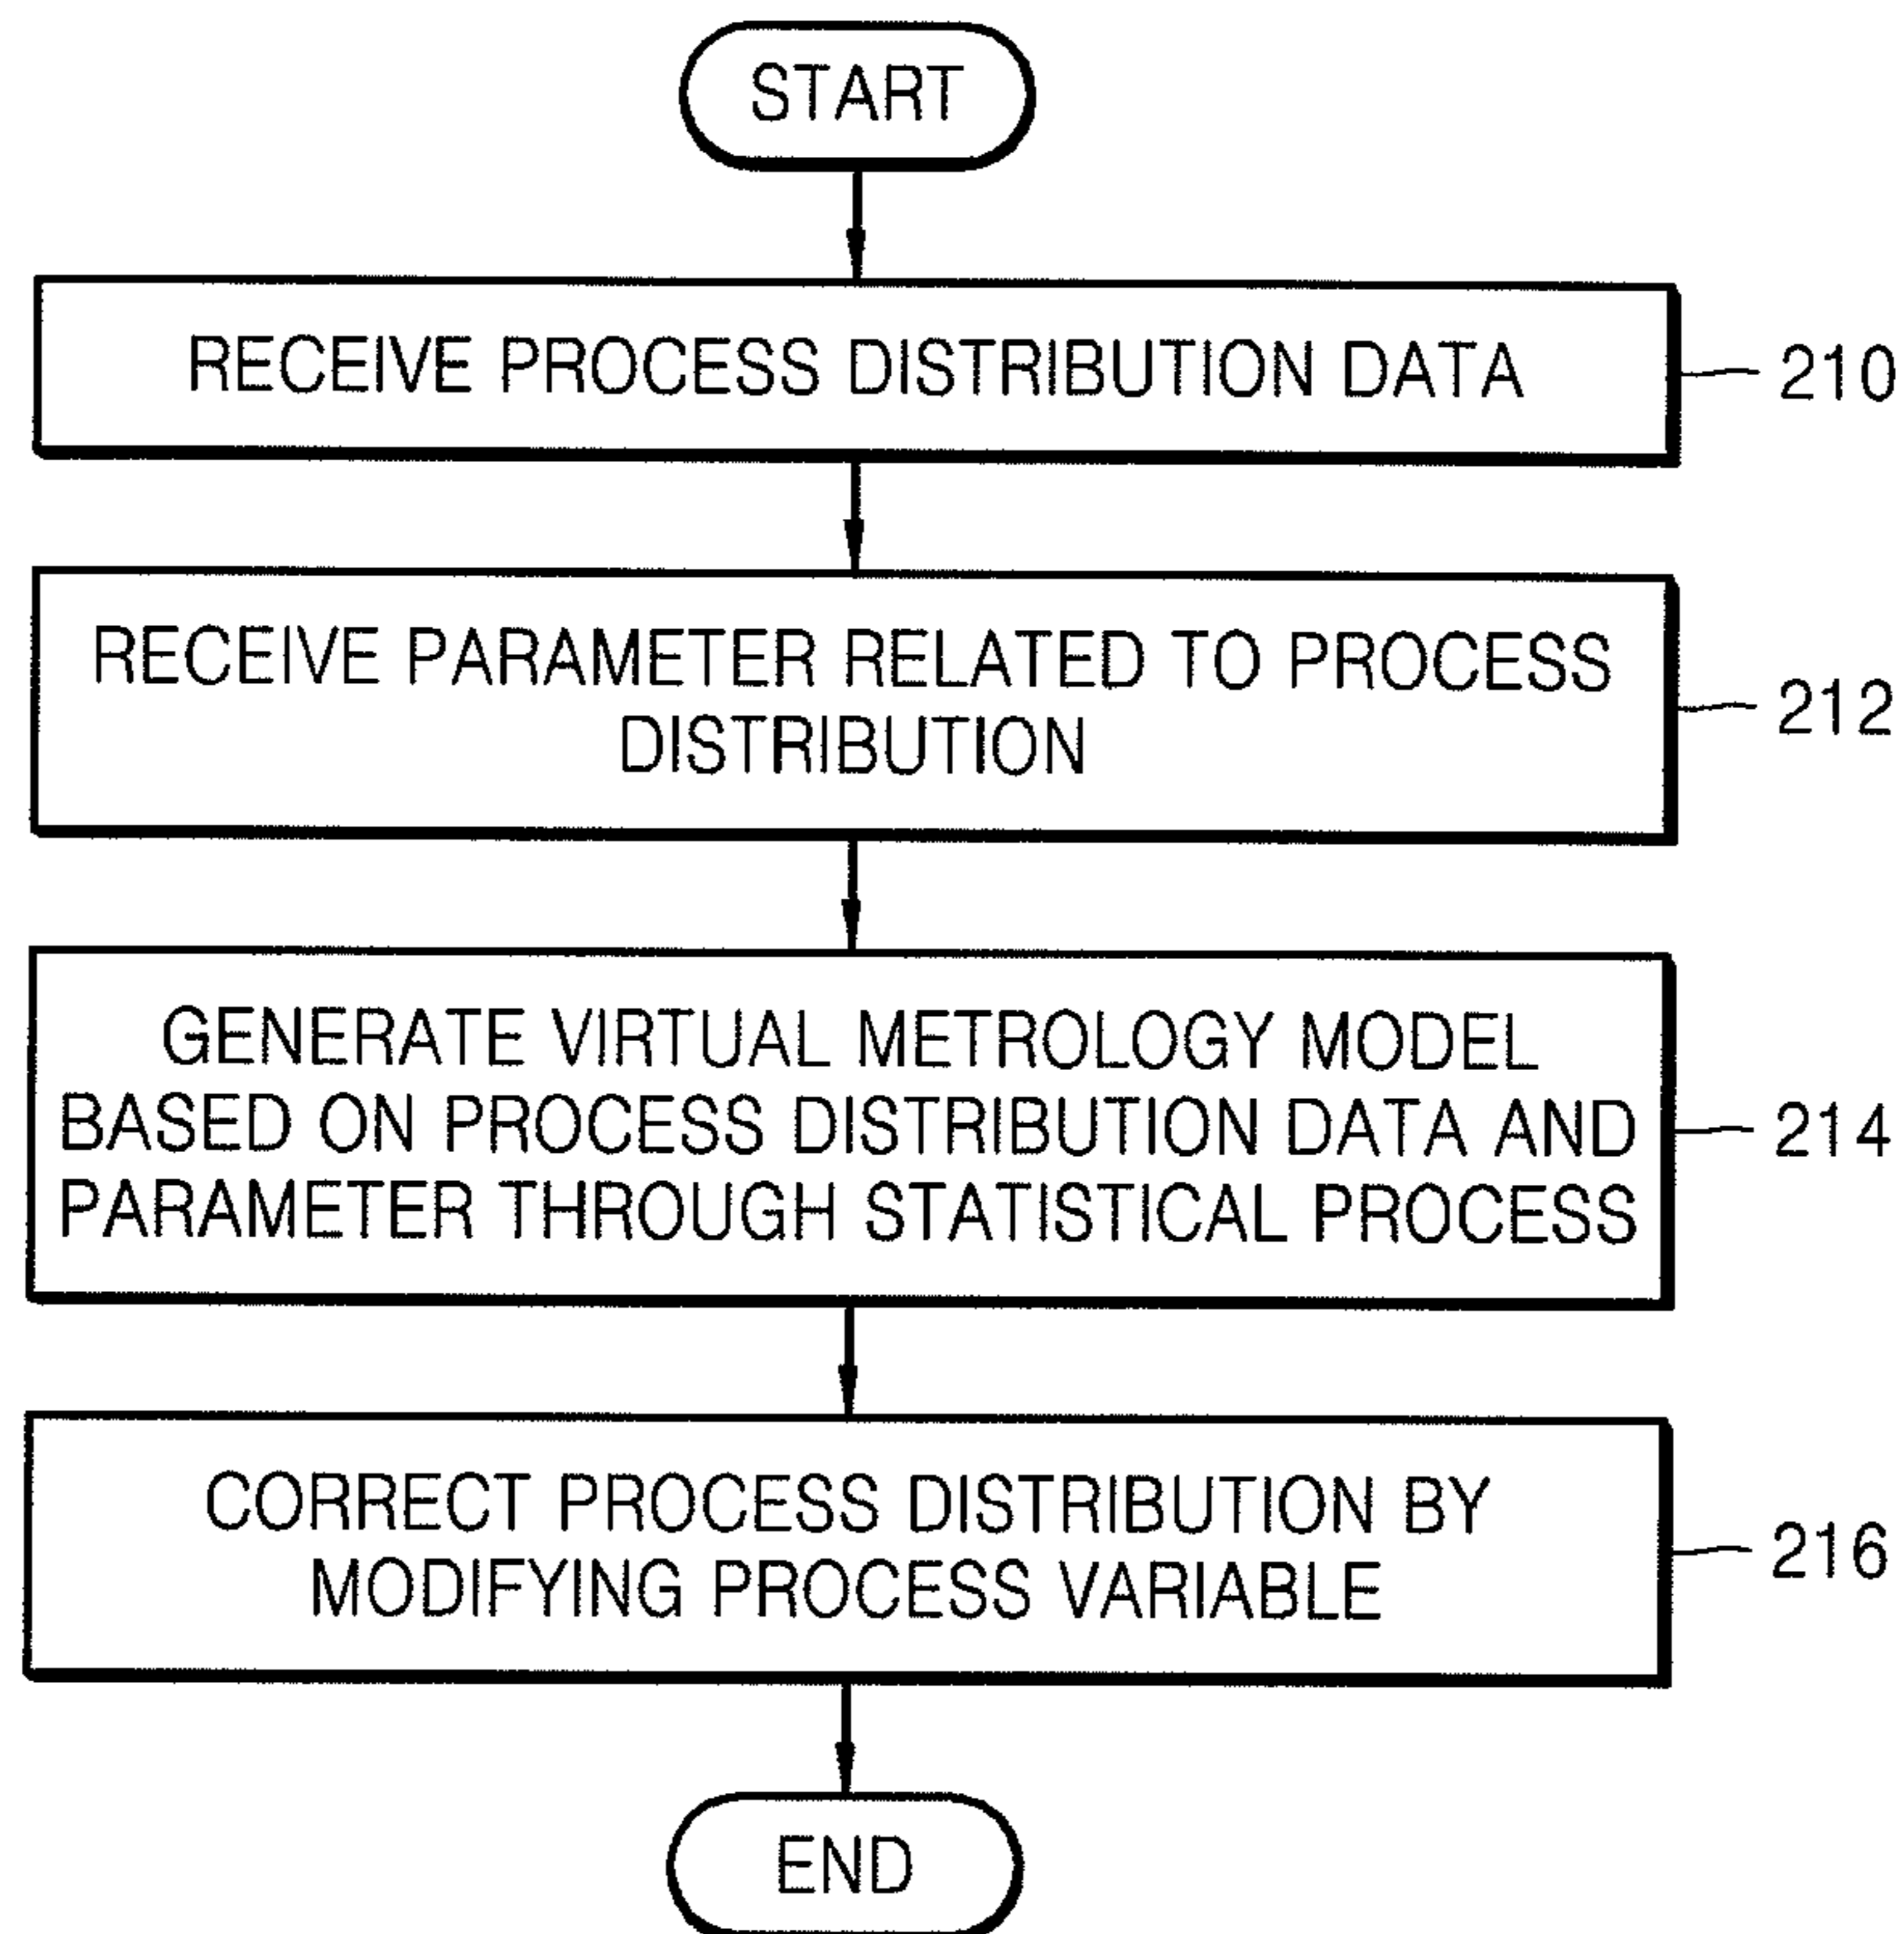 START
RECEIVE PROCESS DISTRIBUTION DATA
210
RECEIVE PARAMETER RELATED TO PROCESS
DISTRIBUTION
212
GENERATE VIRTUAL METROLOGY MODEL
BASED ON PROCESS DISTRIBUTION DATA AND
PARAMETER THROUGH STATISTICAL PROCESS
214
CORRECT PROCESS DISTRIBUTION BY
MODIFYING PROCESS VARIABLE
216
END